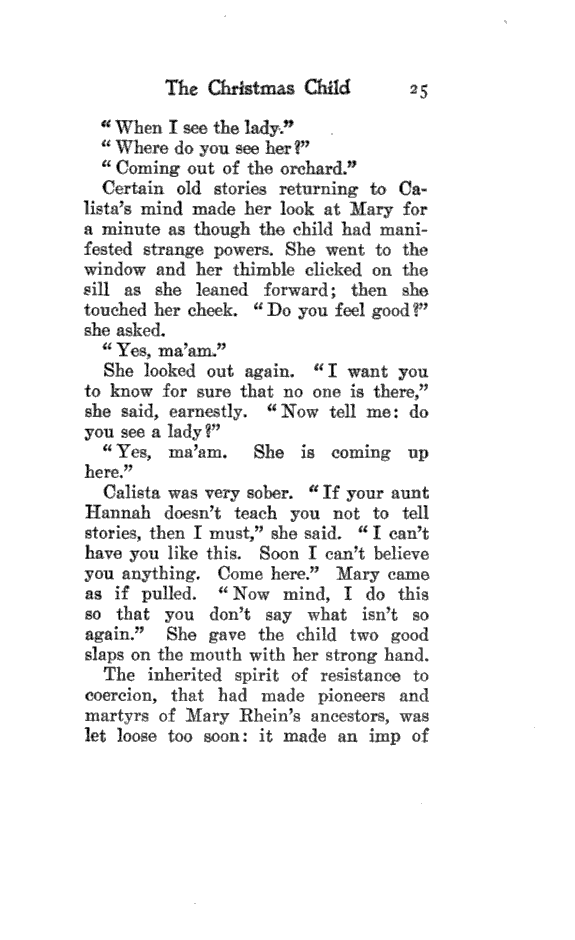 The Christmas Child 25
“When I see the lady.”
“Where do you see her?”
“Coming out of the orchard.”
Certain old stories returning to Ca-
lista’s mind made her look at Mary for
a minute as though the child had mani-
fested strange powers. She went to the
window and her thimble clicked on the
sill as she leaned forward; then she
touched her cheek. “Do you feel good?”
she asked.
“Yes, ma’am.”
She looked out again. “I want you
to know for sure that no one is there,”
she said, earnestly. “Now tell me: do
you see a lady?”
“Yes, ma’am. She is coming up
here.”
Calista was very sober. “If your aunt
Hannah doesn’t teach you not to tell
stories, then I must,” she said. “I can’t
have you like this. Soon I can’t believe
you anything. Come here.” Mary came
as if pulled. “Now mind, I do this
so that you don’t say what isn’t so
again.” She gave the child two good
slaps on the mouth with her strong hand.
The inherited spirit of resistance to
coercion, that had made pioneers and
martyrs of Mary Rhein’s ancestors, was
let loose too soon: it made an imp of